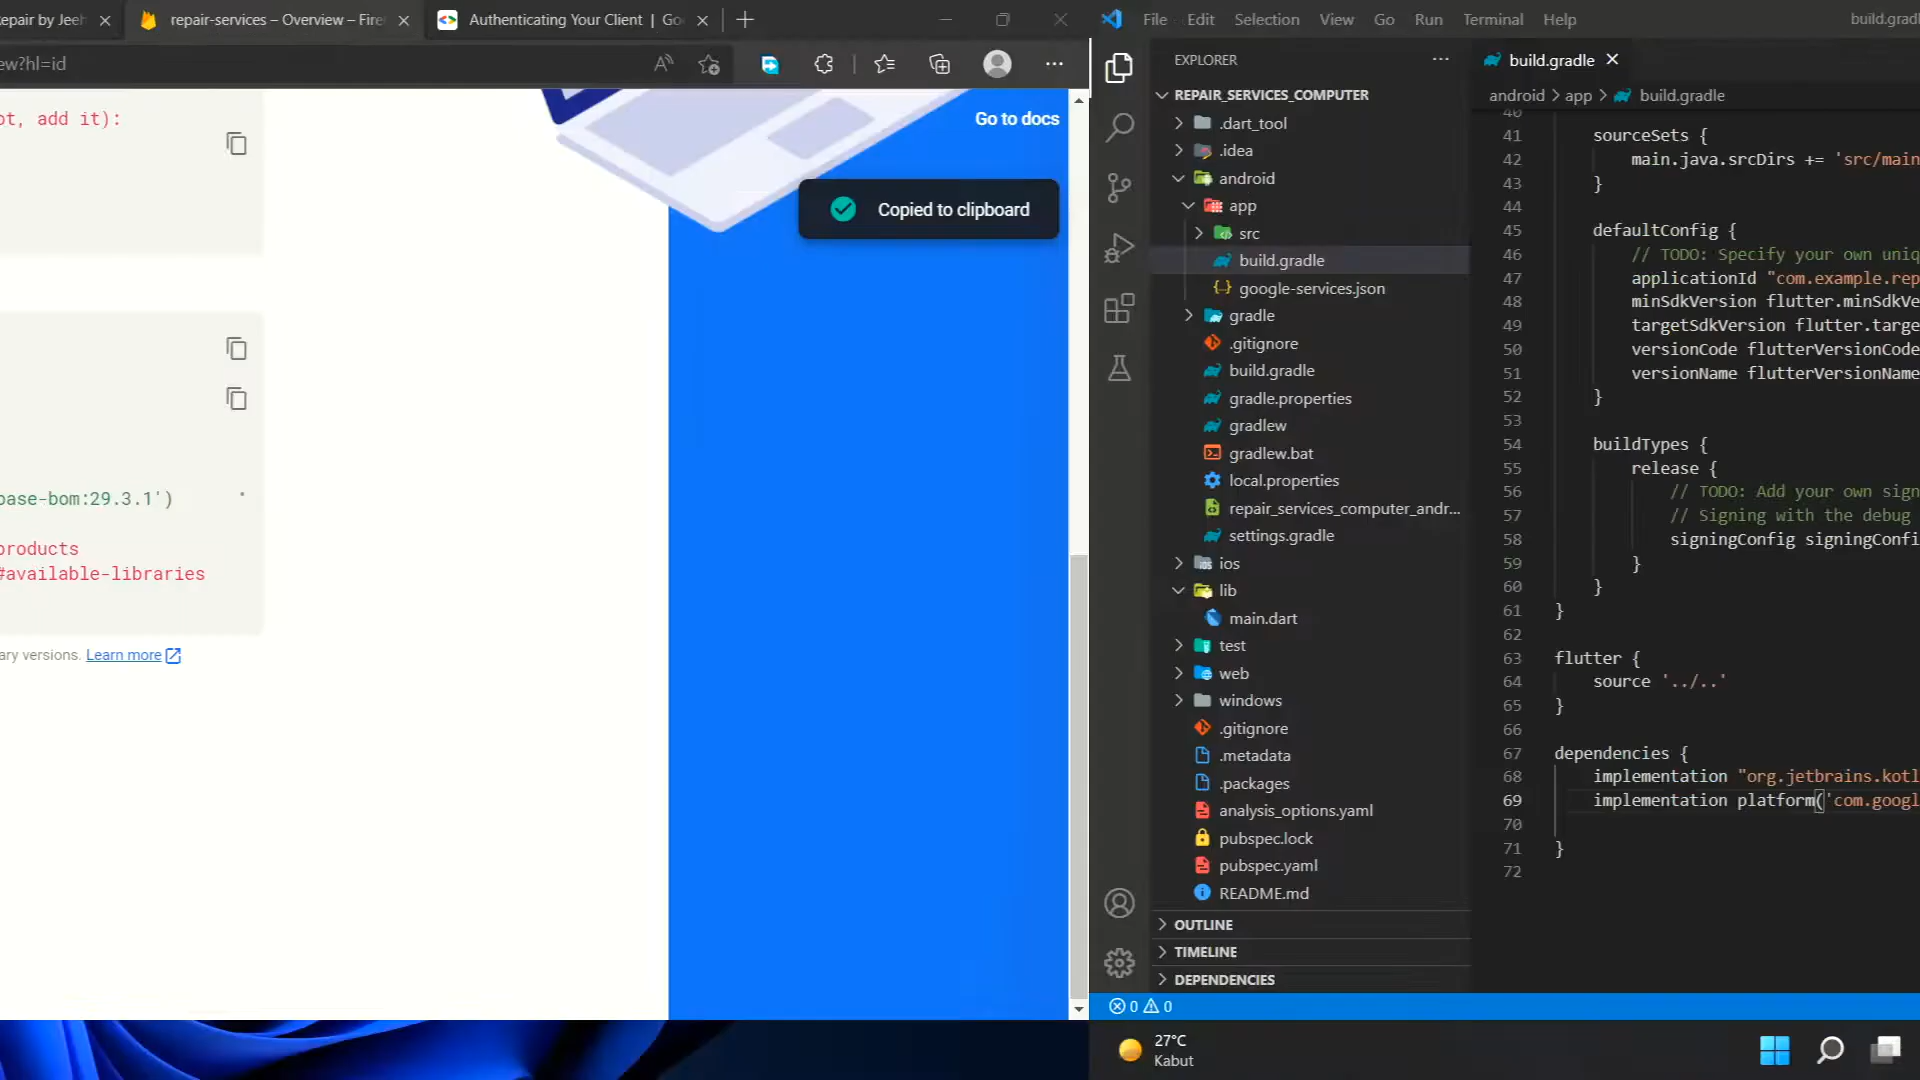 epair by Jeeh
repair-services – Overview – Fire
Authenticating Your Client | Go
ew?hl=id
ot, add it):
Go to docs
Copied to clipboard
base-bom:29.3.1')
products
#available-libraries
ary versions. Learn more
File Edit Selection View Go Run Terminal Help
build.gradl
EXPLORER
REPAIR_SERVICES_COMPUTER
.dart_tool
.idea
android
app
src
build.gradle
google-services.json
gradle
.gitignore
build.gradle
gradle.properties
gradlew
gradlew.bat
local.properties
repair_services_computer_andr...
settings.gradle
ios
lib
main.dart
test
web
windows
.gitignore
.metadata
.packages
analysis_options.yaml
pubspec.lock
pubspec.yaml
README.md
OUTLINE
TIMELINE
DEPENDENCIES
build.gradle
android > app > build.gradle
40
41 sourceSets {
42 main.java.srcDirs += 'src/main
43 }
44
45 defaultConfig {
46 // TODO: Specify your own uniq
47 applicationId "com.example.rep
48 minSdkVersion flutter.minSdkVe
49 targetSdkVersion flutter.targe
50 versionCode flutterVersionCode
51 versionName flutterVersionName
52 }
53
54 buildTypes {
55 release {
56 // TODO: Add your own sign
57 // Signing with the debug
58 signingConfig signingConfi
59 }
60 }
61 }
62
63 flutter {
64 source '../..'
65 }
66
67 dependencies {
68 implementation "org.jetbrains.kotl
69 implementation platform('com.googl
70
71 }
72
0 0
27°C
Kabut